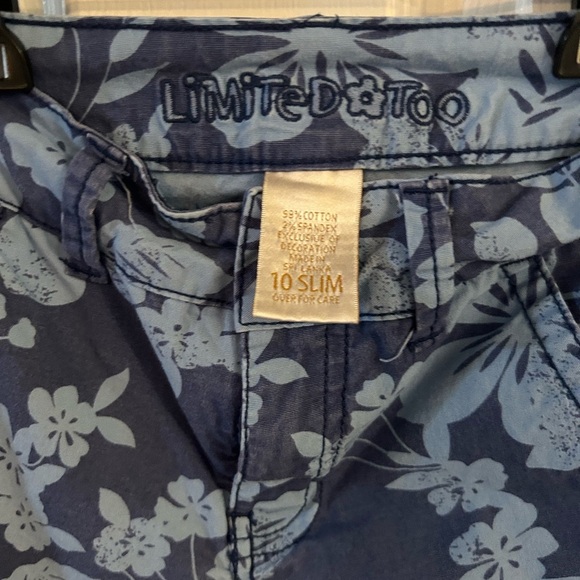 LiMiTeD TOO
98% COTTON
2% SPANDEX
EXCLUSIVE OF
DECORATION
MADE IN
SRI LANKA
10 SLIM
OVER FOR CARE